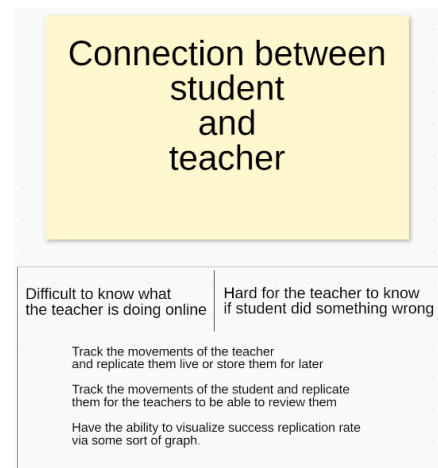 Connection between
student
and
teacher
Difficult to know what
the teacher is doing online
Hard for the teacher to know
if student did something wrong
Track the movements of the teacher
and replicate them live or store them for later
Track the movements of the student and replicate
them for the teachers to be able to review them
Have the ability to visualize success replication rate
via some sort of graph.